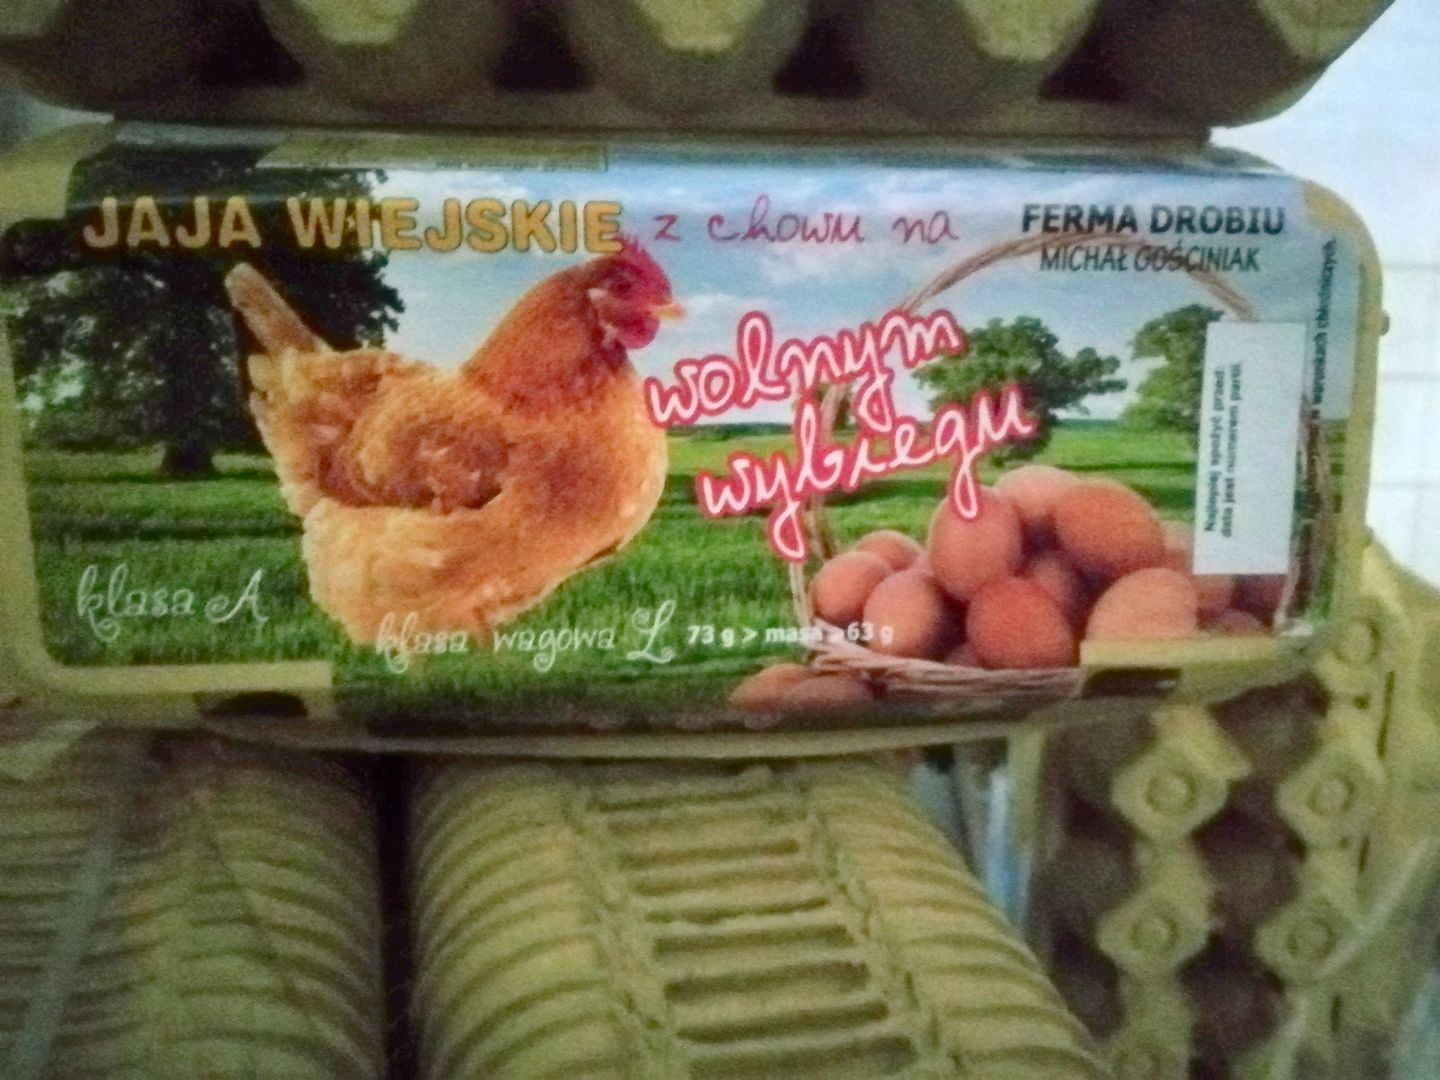 JAJA WIEJSKIE z chowu na
wolnym
wybiegu
FERMA DROBIU
MICHAŁ GOŚCINIAK
Najlepiej spożyć przed:
data jest numerem partii
klasa A
klasa wagowa L 73 g > masa ≥ 63 g